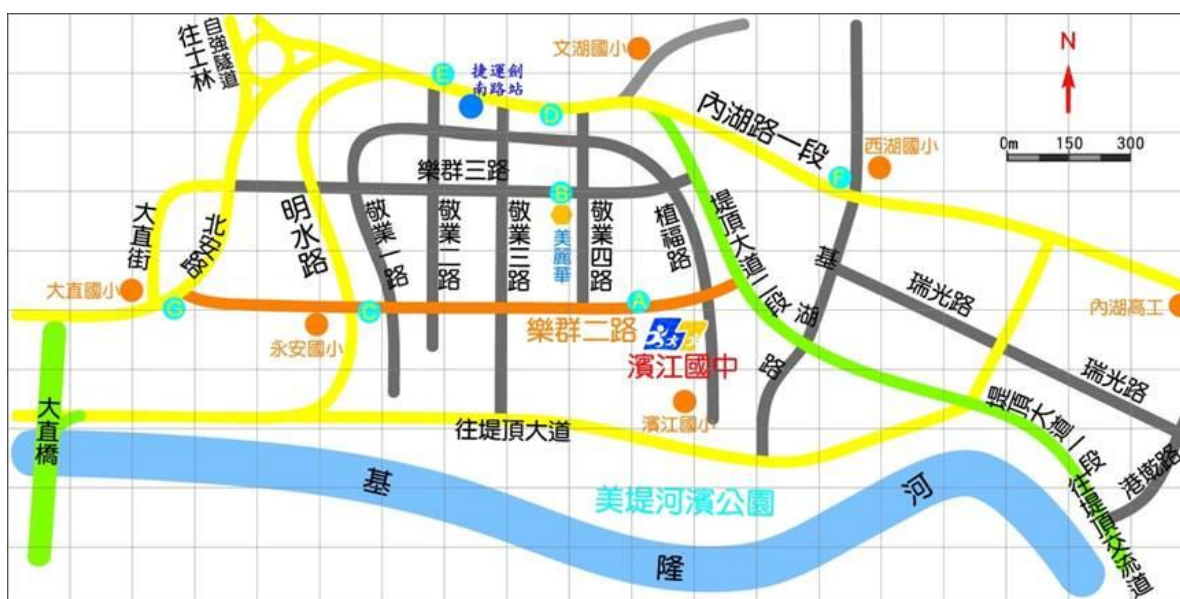 自強隧道
往士林
E
捷運劍
南路站
文湖國小
N
D
內湖路一段
0m 150 300
西湖國小
F
樂群三路
B
美麗華
大直街
北安路
明水路
敬業一路
敬業二路
敬業三路
敬業四路
植福路
堤頂大道二段
基湖路
瑞光路
大直國小
G
C
A
內湖高工
永安國小
樂群二路
濱江國中
瑞光路
大直橋
濱江國小
往堤頂大道
堤頂大道一段
往堤頂交流道
港墘路
美堤河濱公園
基隆河